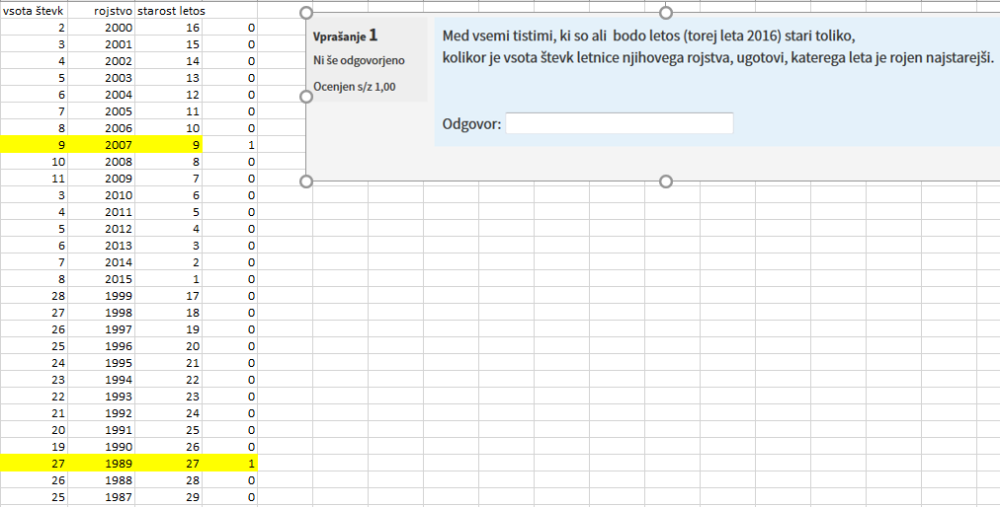 vsota števk rojstvo starost letos
2 2000 16 0
3 2001 15 0
4 2002 14 0
5 2003 13 0
6 2004 12 0
7 2005 11 0
8 2006 10 0
9 2007 9 1
10 2008 8 0
11 2009 7 0
3 2010 6 0
4 2011 5 0
5 2012 4 0
6 2013 3 0
7 2014 2 0
8 2015 1 0
28 1999 17 0
27 1998 18 0
26 1997 19 0
25 1996 20 0
24 1995 21 0
23 1994 22 0
22 1993 23 0
21 1992 24 0
20 1991 25 0
19 1990 26 0
27 1989 27 1
26 1988 28 0
25 1987 29 0
Vprašanje 1
Ni še odgovorjeno
Ocenjen s/z 1,00
Med vsemi tistimi, ki so ali bodo letos (torej leta 2016) stari toliko,
kolikor je vsota števk letnice njihovega rojstva, ugotovi, katerega leta je rojen najstarejši.
Odgovor: